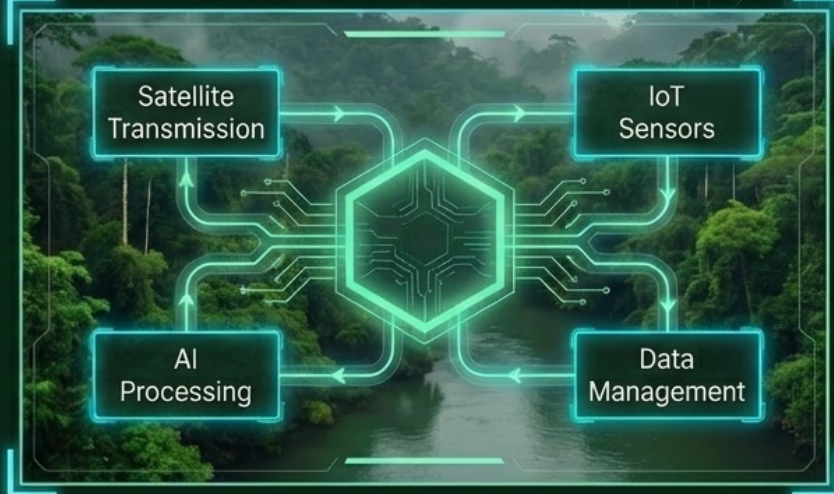 Satellite
Transmission
IoT
Sensors
AI
Processing
Data
Management